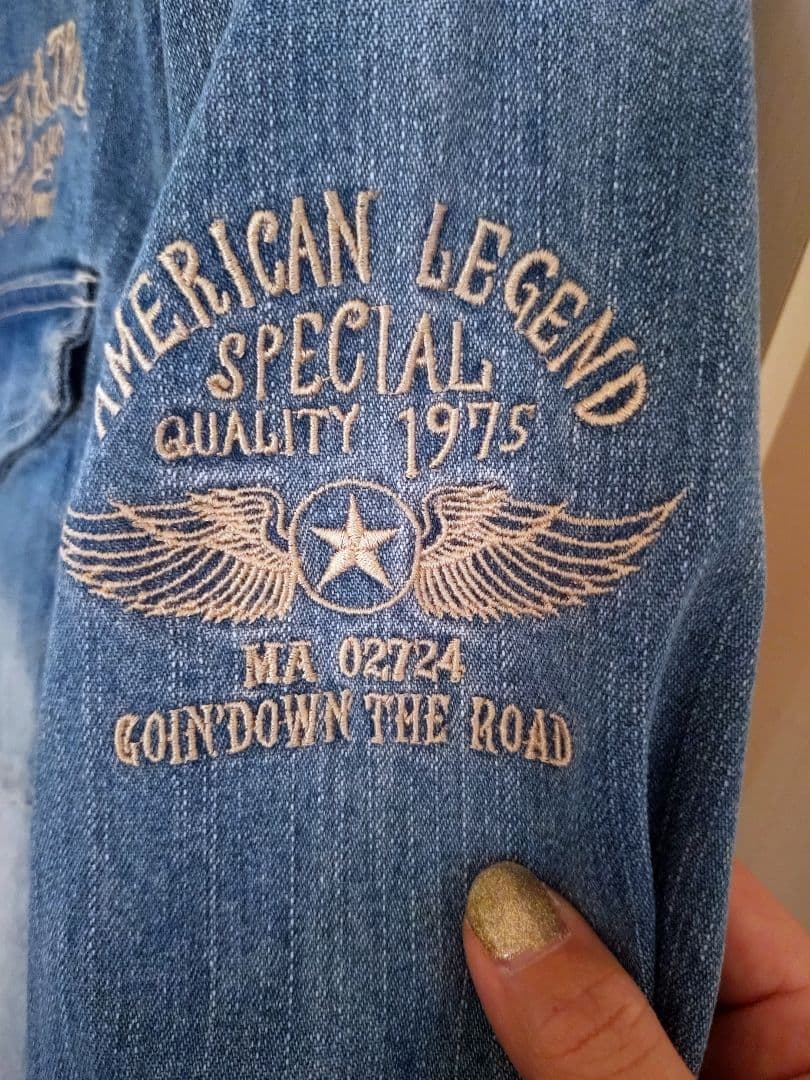 AMERICAN LEGEND
SPECIAL
QUALITY 1975
MA 02724
GOIN'DOWN THE ROAD